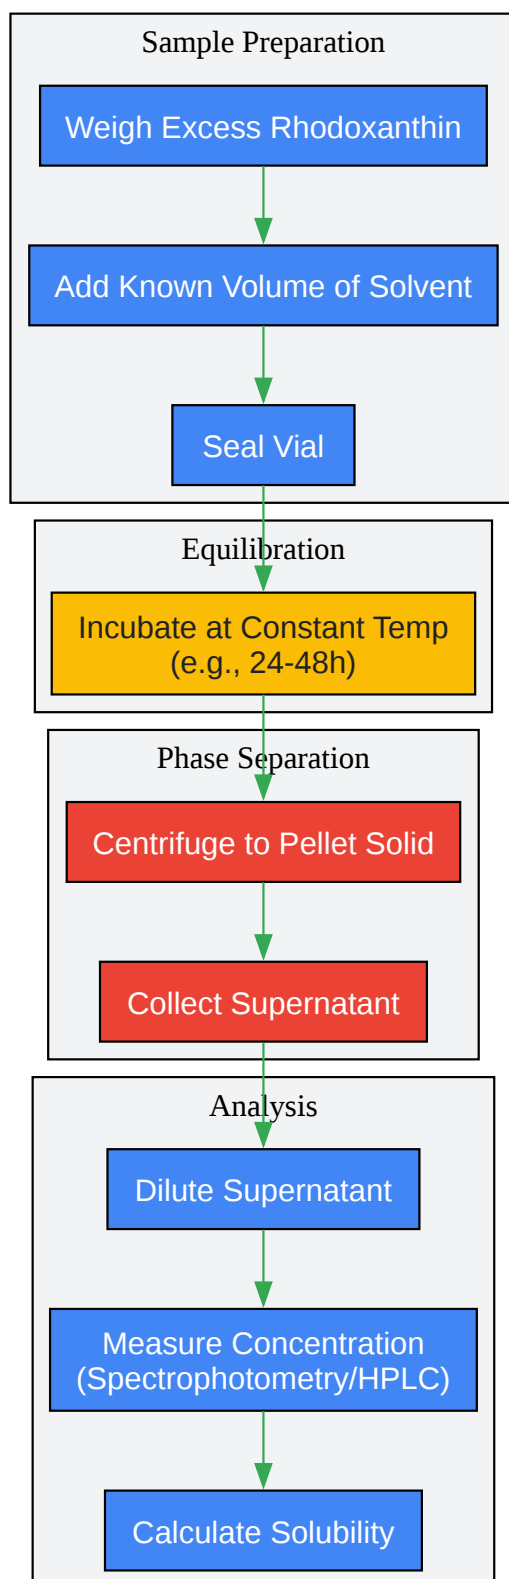 Sample Preparation
Weigh Excess Rhodoxanthin
Add Known Volume of Solvent
Seal Vial
Equilibration
Incubate at Constant Temp
(e.g., 24-48h)
Phase Separation
Centrifuge to Pellet Solid
Collect Supernatant
Analysis
Dilute Supernatant
Measure Concentration
(Spectrophotometry/HPLC)
Calculate Solubility